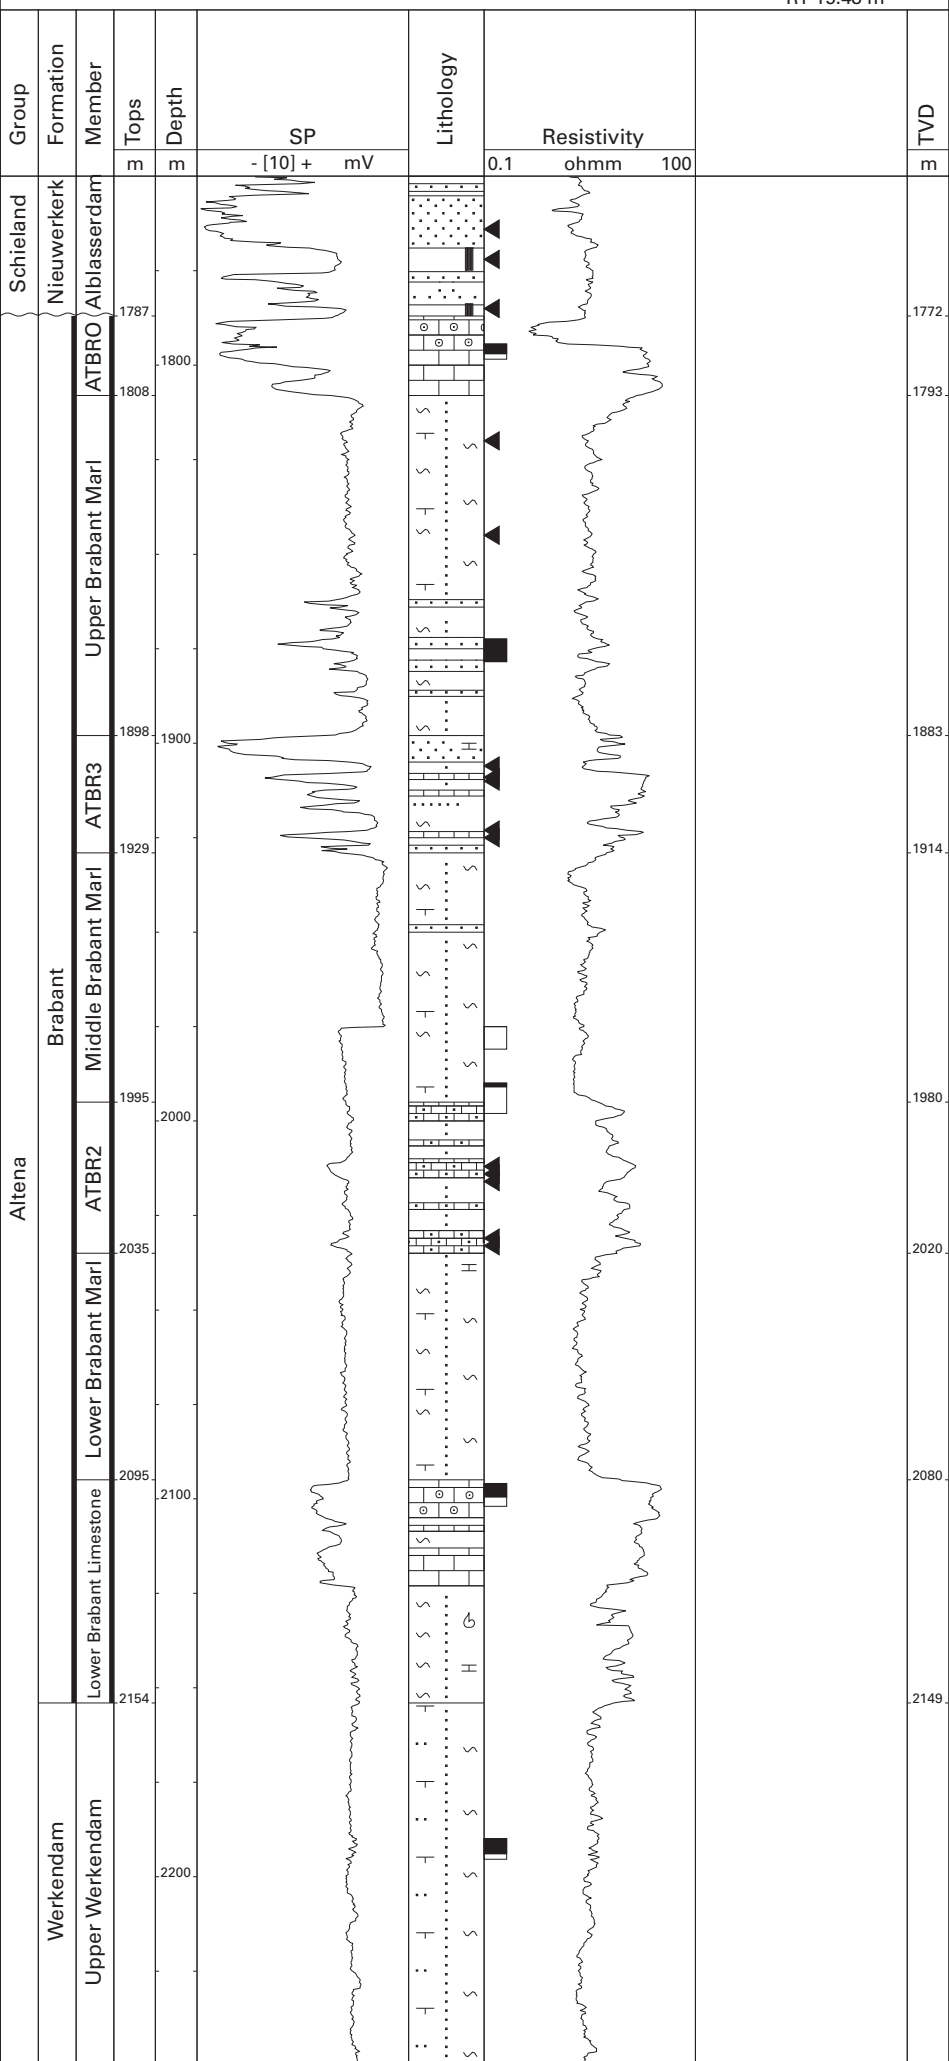 Group
Formation
Member
Tops
Depth
SP
Lithology
Resistivity
TVD
m
m
- [10] + mV
0.1 ohmm 100
m
Schieland
Nieuwerkerk
Alblasserdam
1787
1772
ATBRO
1800
1808
1793
Upper Brabant Marl
1898
1900
1883
ATBR3
1929
1914
Brabant
Middle Brabant Marl
1995
1980
2000
Altena
ATBR2
2035
2020
Lower Brabant Marl
2095
2080
2100
Lower Brabant Limestone
2154
2149
Werkendam
Upper Werkendam
2200